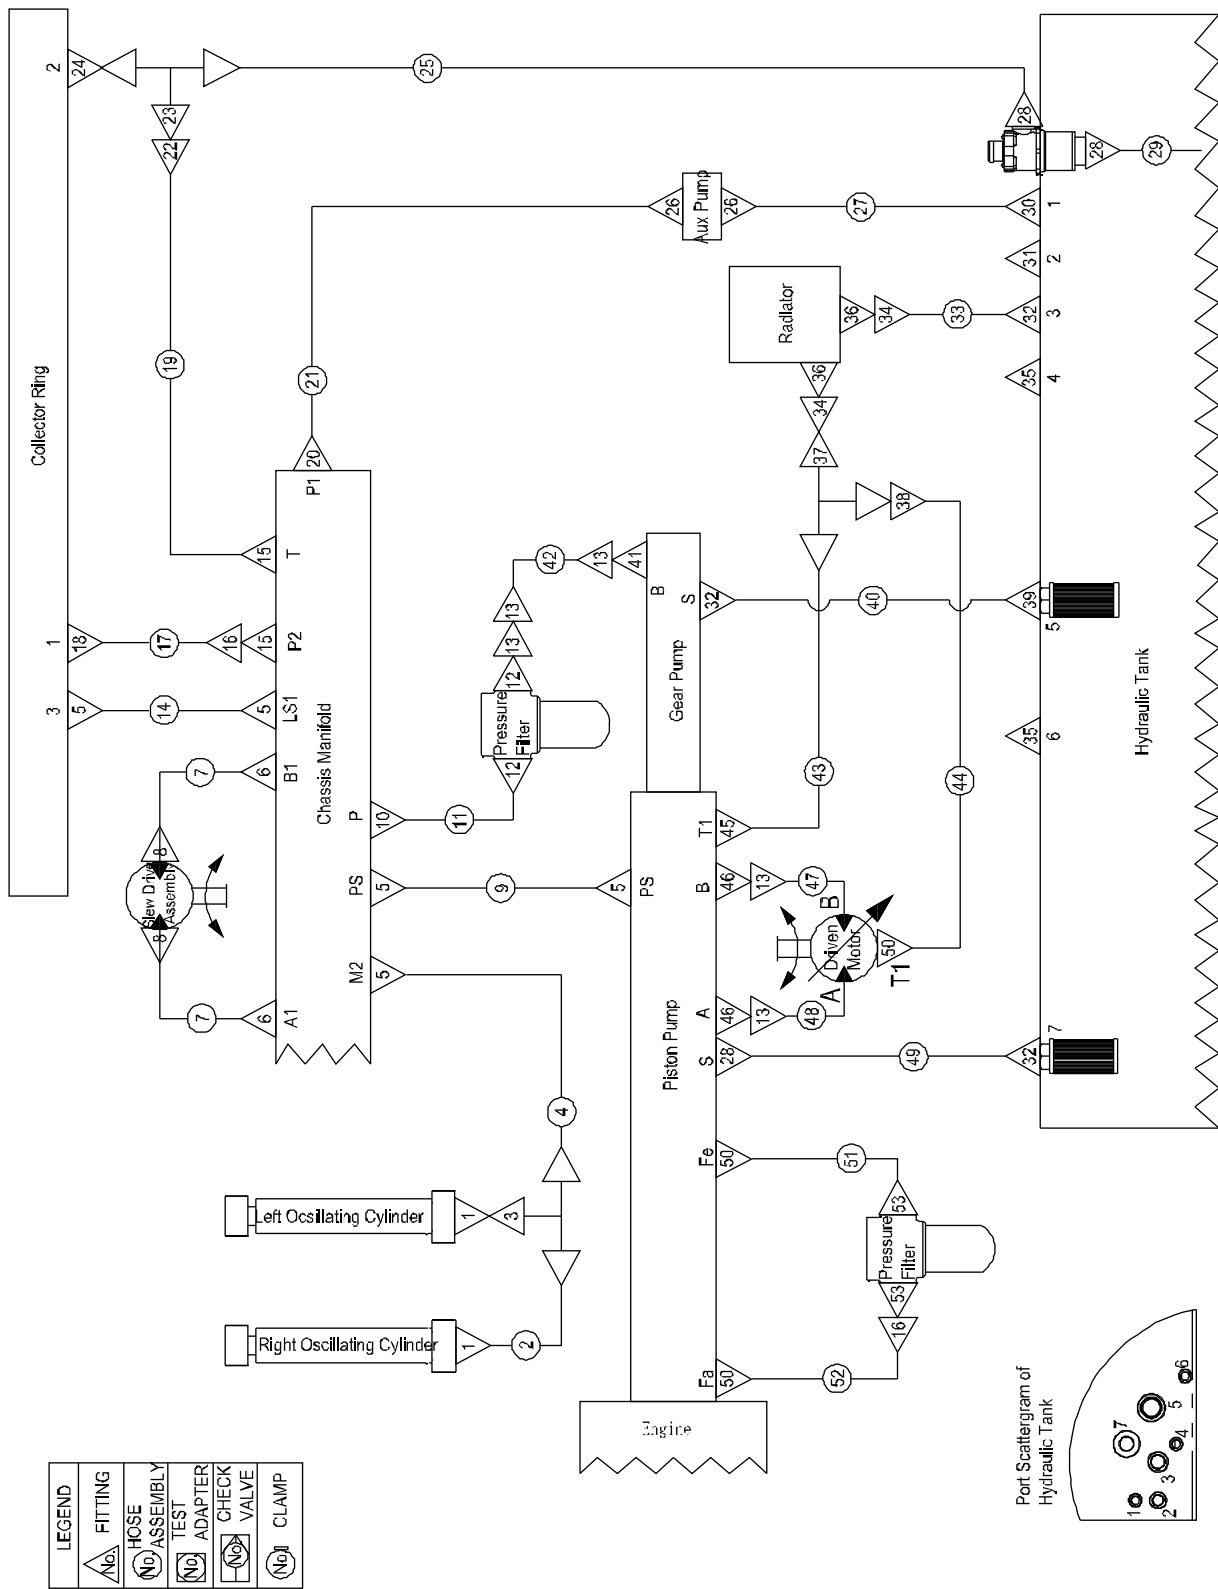 2
24
25
23
22
28
28
29
26
Aux Pump
26
27
30
1
31
2
32
3
35
4
Radiator
36
34
33
36
34
37
38
19
21
20
P1
Collector Ring
T
15
1
18
17
16
15
P2
3
5
14
5
LS1
Chassis Manifold
B1
6
7
8
Slew Drive
Assembly
8
7
6
A1
P
10
11
PS
5
9
M2
5
4
12
Pressure
Filter
12
13
13
42
13
41
B
S
32
40
39
5
Gear Pump
Hydraulic Tank
35
6
43
44
5
PS
T1
45
B
46
13
47
B
Driven
Motor
A
50
T1
A
46
13
48
S
28
49
32
7
Piston Pump
Fe
50
51
53
Pressure
Filter
53
16
52
Fa
50
Left Ocsillating Cylinder
1
3
Right Oscillating Cylinder
1
2
Engine
LEGEND
No. FITTING
No. HOSE
ASSEMBLY
No. TEST
ADAPTER
No. CHECK
VALVE
No. CLAMP
Port Scattergram of
Hydraulic Tank
1
2
3
4
5
6
7